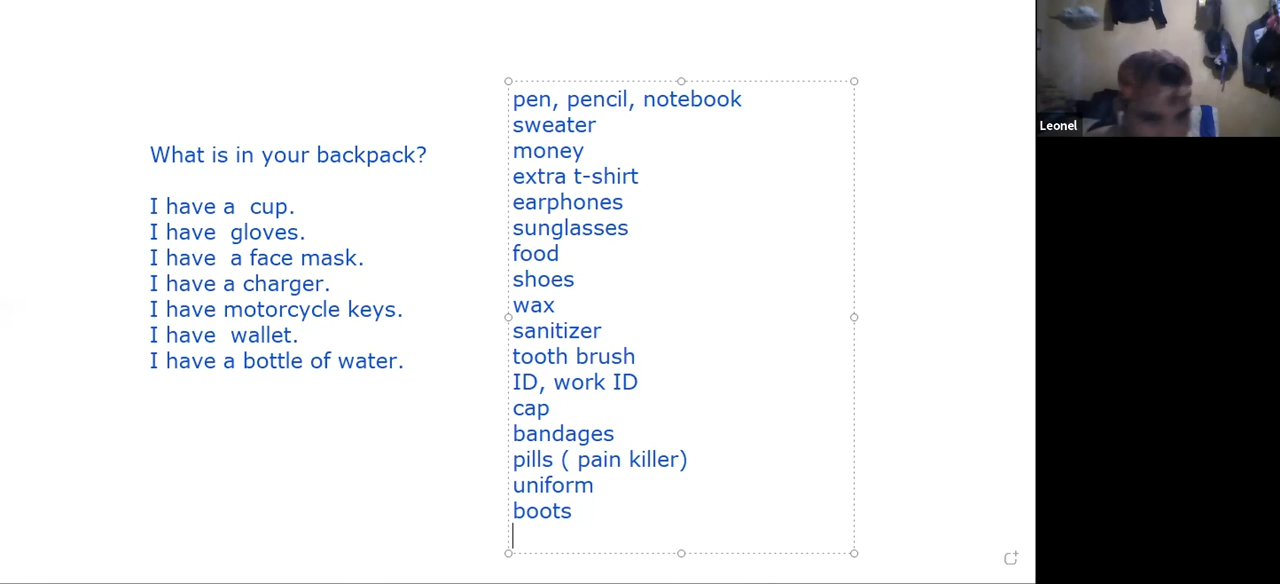 What is in your backpack?
I have a  cup.
I have  gloves.
I have  a face mask.
I have a charger.
I have motorcycle keys.
I have  wallet.
I have a bottle of water.
pen, pencil, notebook
sweater
money
extra t-shirt
earphones
sunglasses
food
shoes
wax
sanitizer
tooth brush
ID, work ID
cap
bandages
pills ( pain killer)
uniform
boots
Leonel